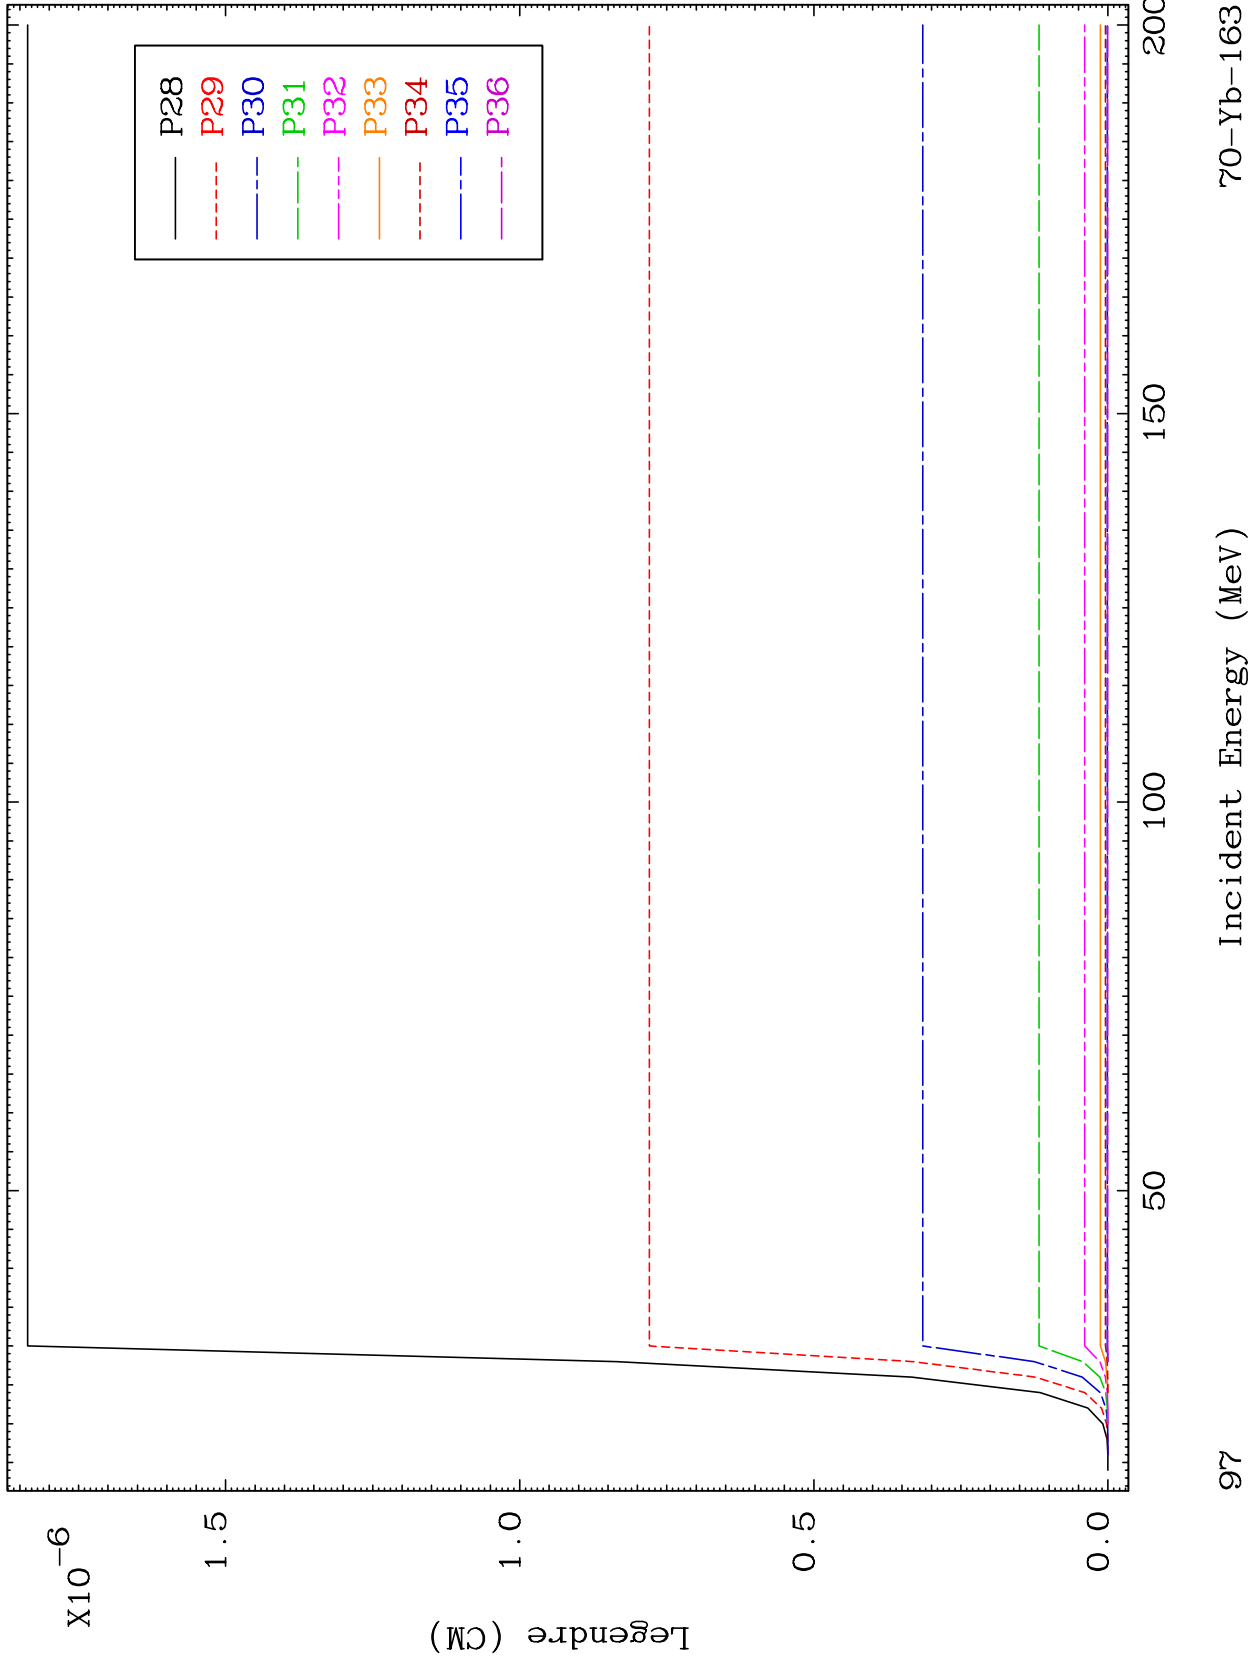 X10-6
1.5
1.0
0.5
0.0
Legendre (CM)
P28
P29
P30
P31
P32
P33
P34
P35
P36
50
100
150
200
97
Incident Energy (MeV)
70-Yb-163